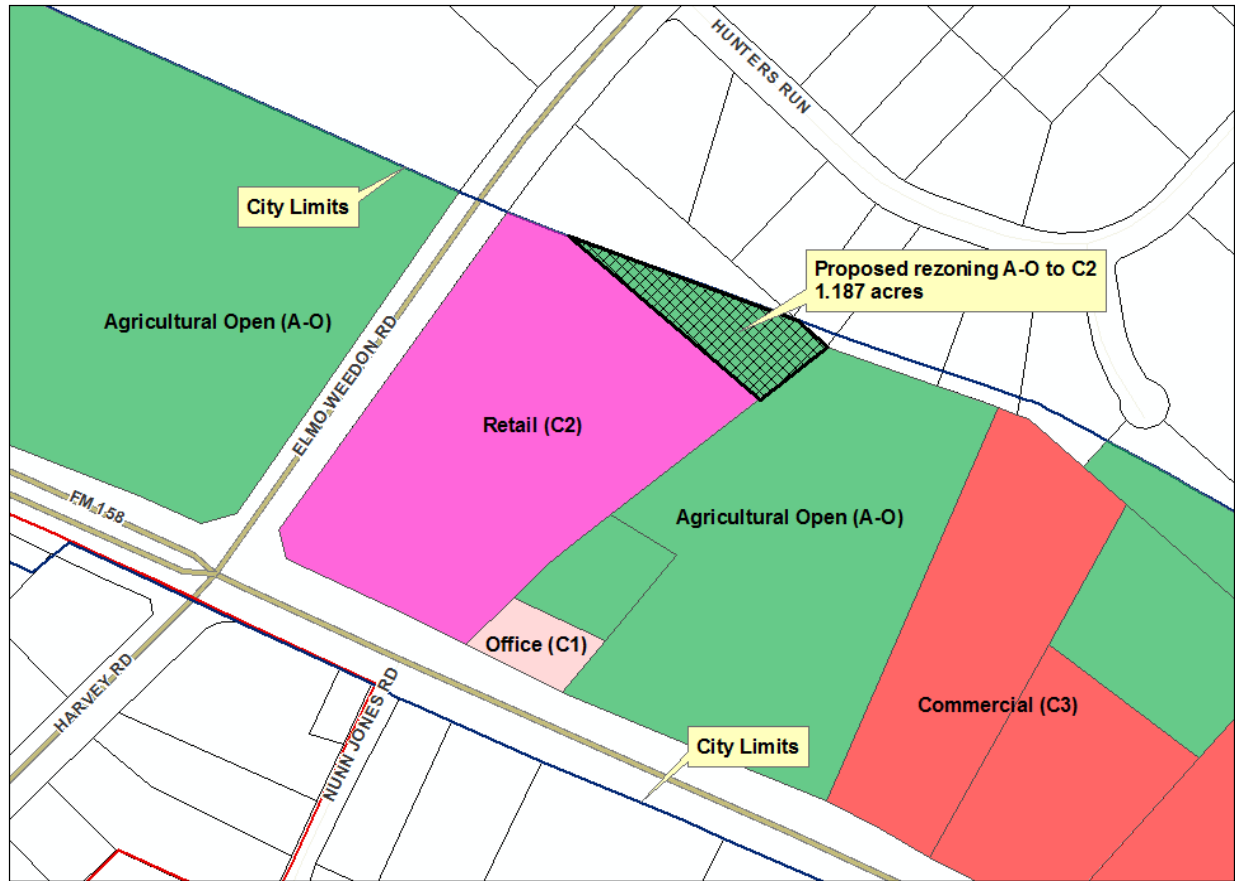 HUNTERS RUN
City Limits
Proposed rezoning A-O to C2
1.187 acres
Agricultural Open (A-O)
ELMO WEEDON RD
Retail (C2)
FM 158
Agricultural Open (A-O)
Office (C1)
HARVEY RD
NUNN JONES RD
Commercial (C3)
City Limits